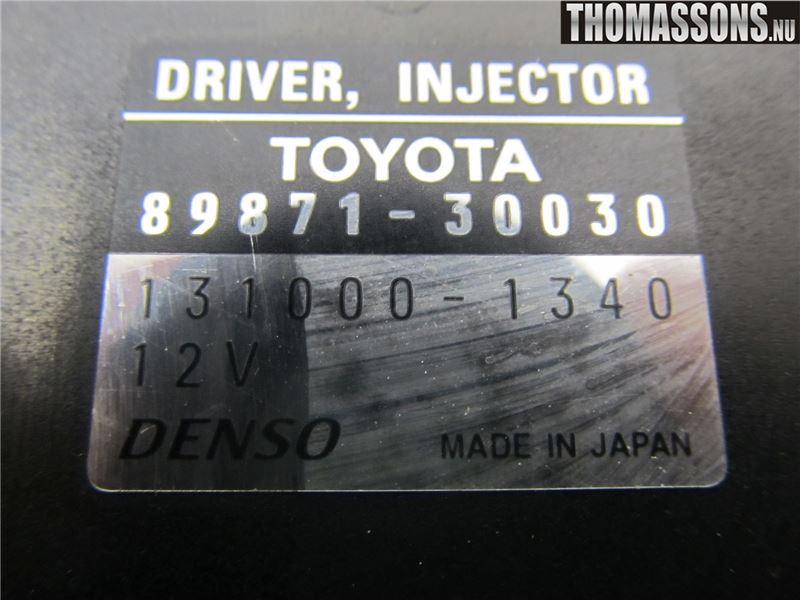 THOMASSONS.NU
DRIVER, INJECTOR
TOYOTA
89871-30030
131000-1340
12V
DENSO
MADE IN JAPAN